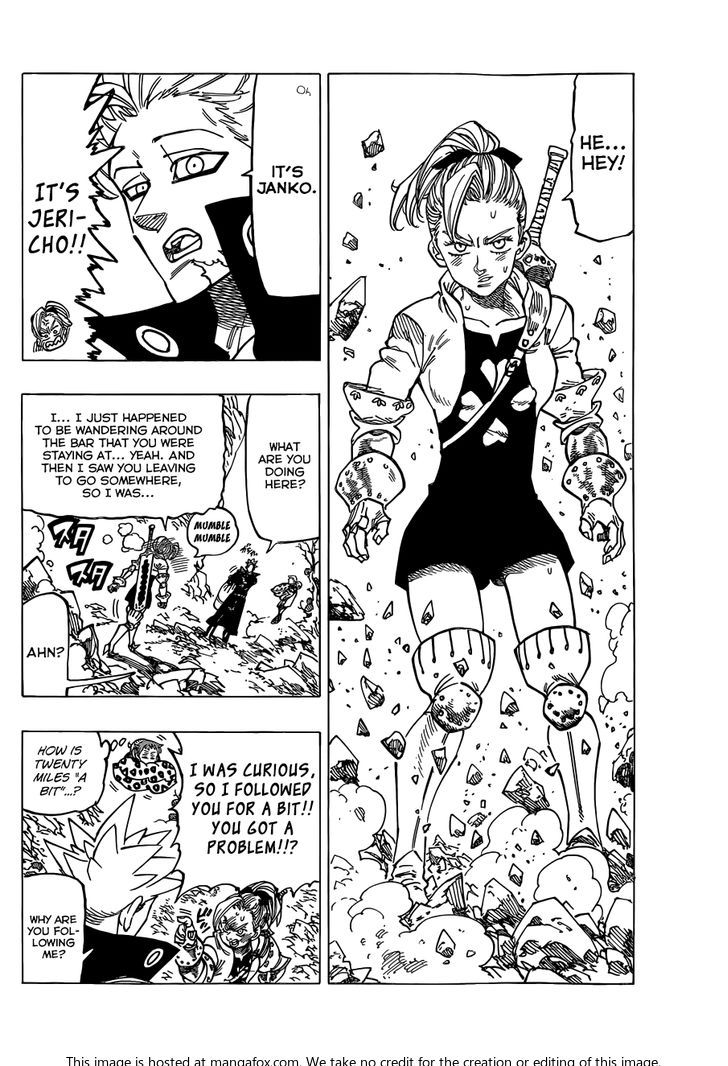 HE...
HEY!
IT'S
JANKO.
IT'S
JERI-
CHO!!
WHAT
ARE YOU
DOING
HERE?
I... I JUST HAPPENED
TO BE WANDERING AROUND
THE BAR THAT YOU WERE
STAYING AT... YEAH. AND
THEN I SAW YOU LEAVING
TO GO SOMEWHERE,
SO I WAS...
MUMBLE
MUMBLE
AHN?
I WAS CURIOUS,
SO I FOLLOWED
YOU FOR A BIT!!
YOU GOT A
PROBLEM!!?
HOW IS
TWENTY
MILES "A
BIT"...?
WHY ARE
YOU FOL-
LOWING
ME?
This image is hosted at mangafox.com. We take no credit for the creation or editing of this image.